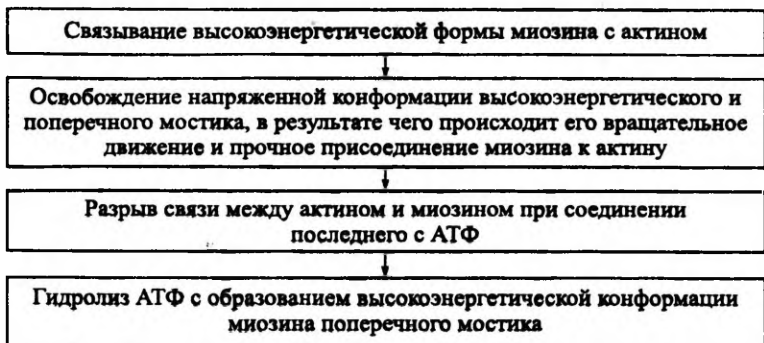 Связывание высокоэнергетической формы миозина с актином
Освобождение напряженной конформации высокоэнергетического и
поперечного мостика, в результате чего происходит его вращательное
движение и прочное присоединение миозина к актину
Разрыв связи между актином и миозином при соединении
последнего с АТФ
Гидролиз АТФ с образованием высокоэнергетической конформации
миозина поперечного мостика